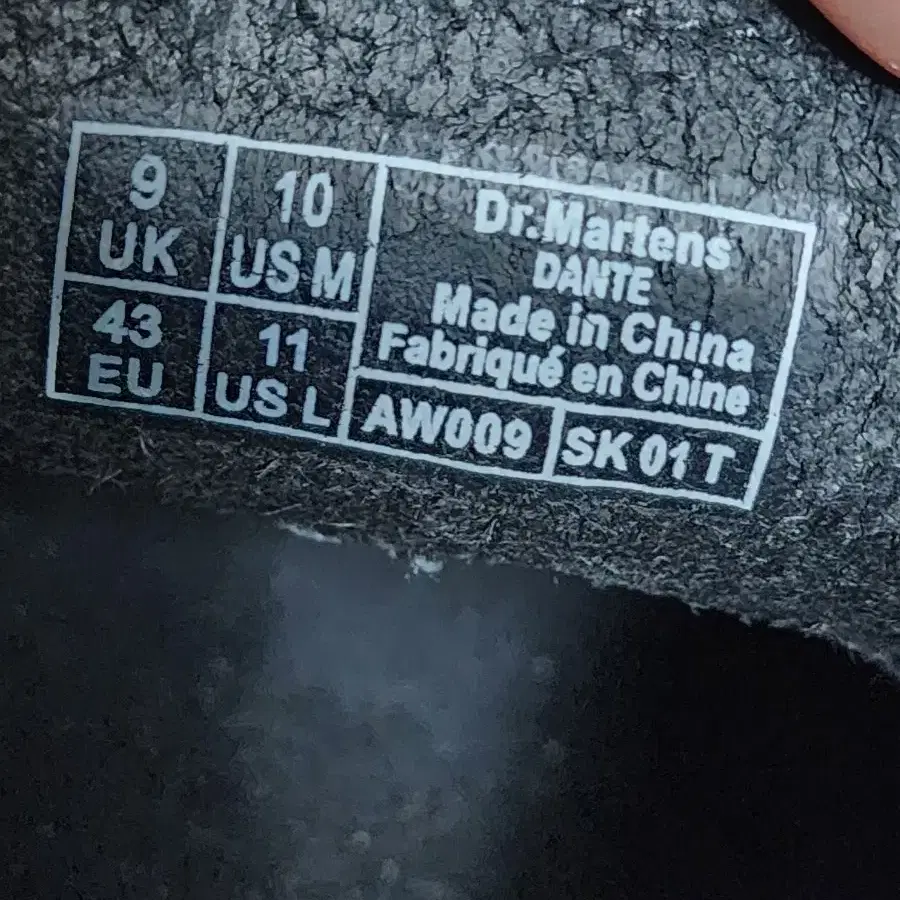 9
UK
10
US M
43
EU
11
US L
Dr.Martens
DANTE
Made in China
Fabriqué en Chine
AW009
SK 01 T